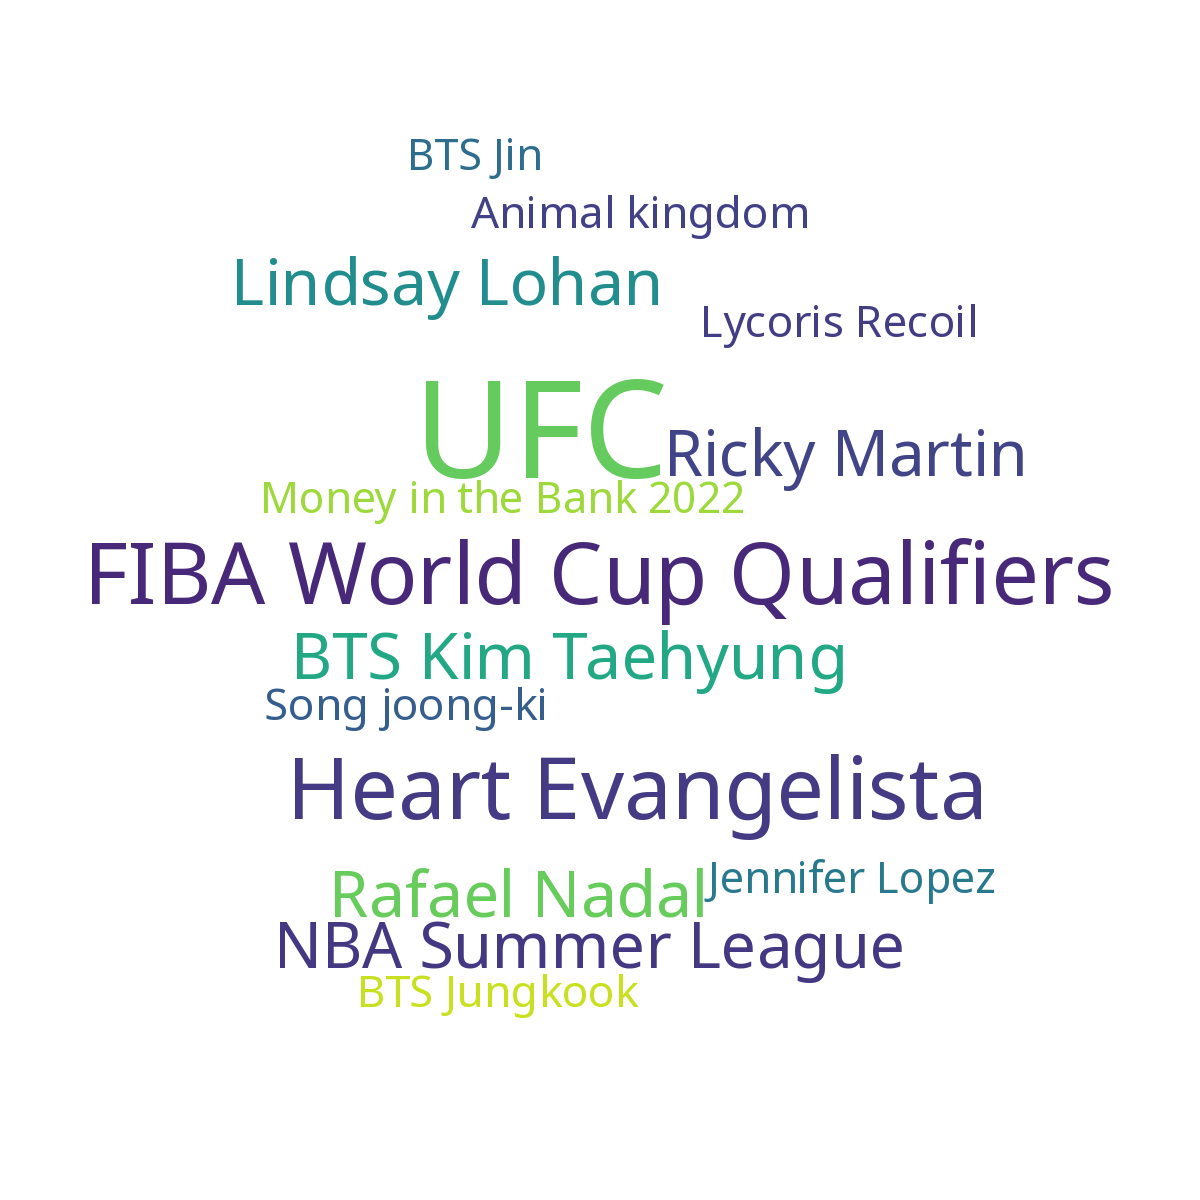 BTS Jin
Animal kingdom
Lindsay Lohan
Lycoris Recoil
UFC
Ricky Martin
Money in the Bank 2022
FIBA World Cup Qualifiers
BTS Kim Taehyung
Song joong-ki
Heart Evangelista
Rafael Nadal
Jennifer Lopez
NBA Summer League
BTS Jungkook